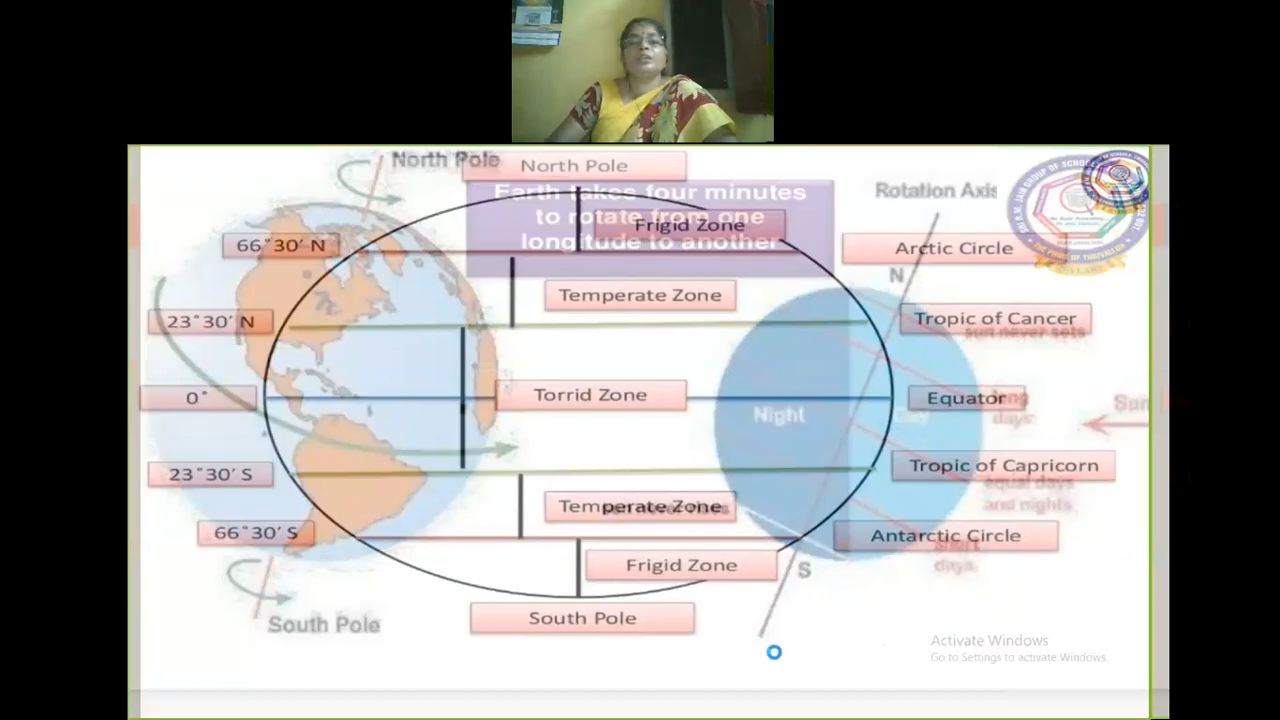 North Pole
North Pole
Earth takes four minutes
to rotate from one
longitude to another
Rotation Axis
66°30' N
Frigid Zone
Arctic Circle
N
Temperate Zone
23°30' N
Tropic of Cancer
sun never sets
0°
Torrid Zone
Equator
long
days
Sun
Night
Day
23°30' S
Tropic of Capricorn
equal days
and nights
Temperate Zone
66°30' S
Antarctic Circle
short
days
Frigid Zone
S
South Pole
South Pole
Activate Windows
Go to Settings to activate Windows.